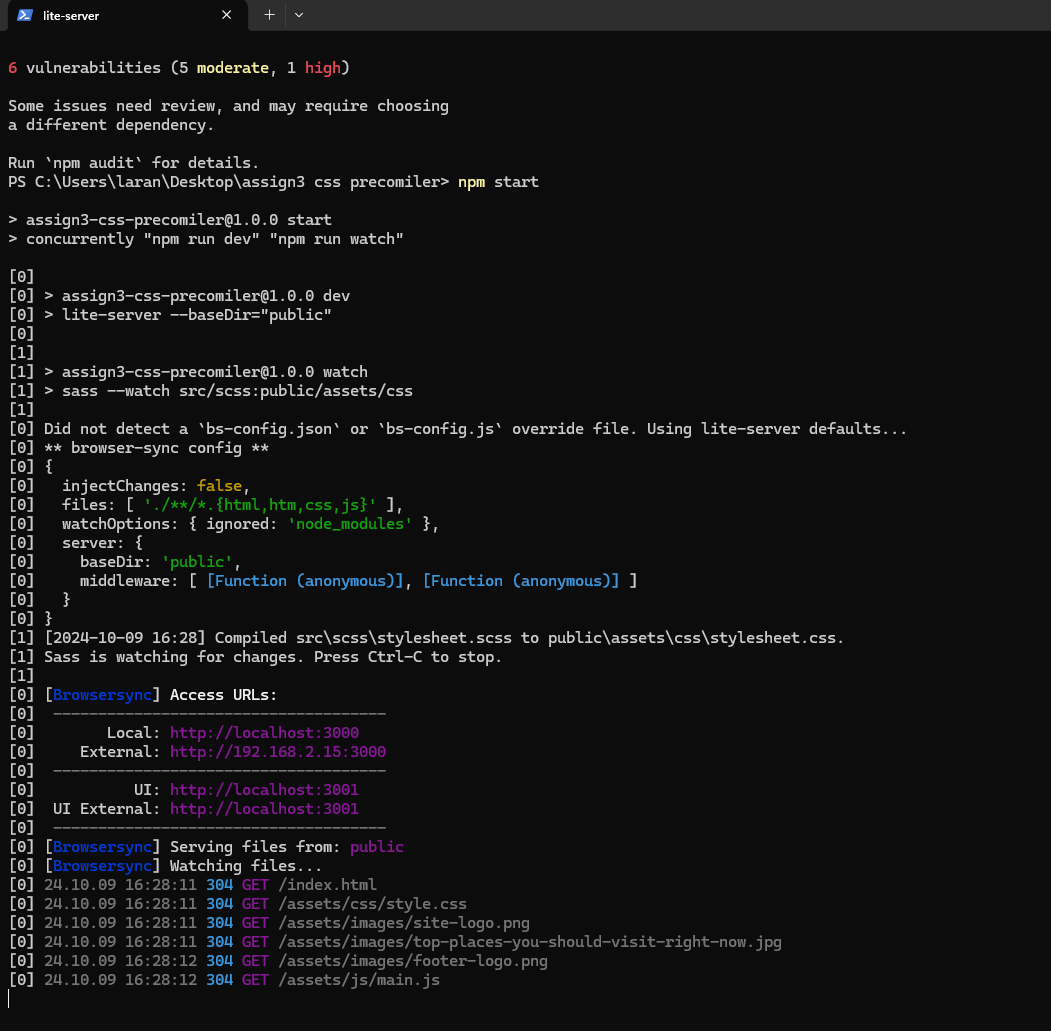 lite-server
6 vulnerabilities (5 moderate, 1 high)
Some issues need review, and may require choosing
a different dependency.
Run `npm audit` for details.
PS C:\Users\laran\Desktop\assign3 css precomiler> npm start
> assign3-css-precomiler@1.0.0 start
> concurrently "npm run dev" "npm run watch"
[0]
[0] > assign3-css-precomiler@1.0.0 dev
[0] > lite-server --baseDir="public"
[0]
[1]
[1] > assign3-css-precomiler@1.0.0 watch
[1] > sass --watch src/scss:public/assets/css
[1]
[0] Did not detect a `bs-config.json` or `bs-config.js` override file. Using lite-server defaults...
[0] ** browser-sync config **
[0] {
[0]   injectChanges: false,
[0]   files: [ './**/*.{html,htm,css,js}' ],
[0]   watchOptions: { ignored: 'node_modules' },
[0]   server: {
[0]     baseDir: 'public',
[0]     middleware: [ [Function (anonymous)], [Function (anonymous)] ]
[0]   }
[0] }
[1] [2024-10-09 16:28] Compiled src\scss\stylesheet.scss to public\assets\css\stylesheet.css.
[1] Sass is watching for changes. Press Ctrl-C to stop.
[1]
[0] [Browsersync] Access URLs:
[0]  -------------------------------------
[0]        Local: http://localhost:3000
[0]     External: http://192.168.2.15:3000
[0]  -------------------------------------
[0]           UI: http://localhost:3001
[0]  UI External: http://localhost:3001
[0]  -------------------------------------
[0] [Browsersync] Serving files from: public
[0] [Browsersync] Watching files...
[0] 24.10.09 16:28:11 304 GET /index.html
[0] 24.10.09 16:28:11 304 GET /assets/css/style.css
[0] 24.10.09 16:28:11 304 GET /assets/images/site-logo.png
[0] 24.10.09 16:28:11 304 GET /assets/images/top-places-you-should-visit-right-now.jpg
[0] 24.10.09 16:28:12 304 GET /assets/images/footer-logo.png
[0] 24.10.09 16:28:12 304 GET /assets/js/main.js